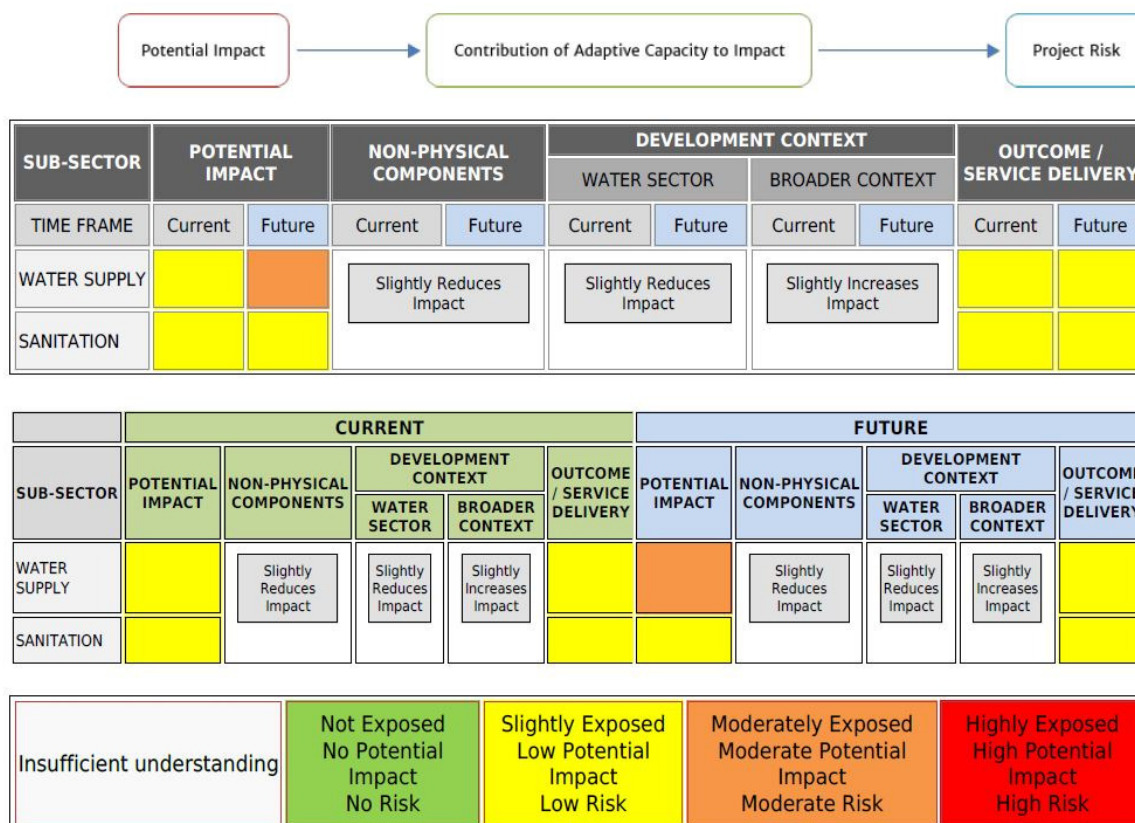 Potential Impact
Contribution of Adaptive Capacity to Impact
Project Risk
SUB-SECTOR
POTENTIAL
IMPACT
NON-PHYSICAL
COMPONENTS
DEVELOPMENT CONTEXT
WATER SECTOR
BROADER CONTEXT
OUTCOME /
SERVICE DELIVERY
TIME FRAME
Current
Future
Current
Future
Current
Future
Current
Future
Current
Future
WATER SUPPLY
Slightly Reduces
Impact
Slightly Reduces
Impact
Slightly Increases
Impact
SANITATION
CURRENT
FUTURE
SUB-SECTOR
POTENTIAL
IMPACT
NON-PHYSICAL
COMPONENTS
DEVELOPMENT
CONTEXT
WATER
SECTOR
BROADER
CONTEXT
OUTCOME
/ SERVICE
DELIVERY
POTENTIAL
IMPACT
NON-PHYSICAL
COMPONENTS
DEVELOPMENT
CONTEXT
WATER
SECTOR
BROADER
CONTEXT
OUTCOME
/ SERVICE
DELIVERY
WATER
SUPPLY
Slightly
Reduces
Impact
Slightly
Reduces
Impact
Slightly
Increases
Impact
Slightly
Reduces
Impact
Slightly
Reduces
Impact
Slightly
Increases
Impact
SANITATION
Insufficient understanding
Not Exposed
No Potential
Impact
No Risk
Slightly Exposed
Low Potential
Impact
Low Risk
Moderately Exposed
Moderate Potential
Impact
Moderate Risk
Highly Exposed
High Potential
Impact
High Risk